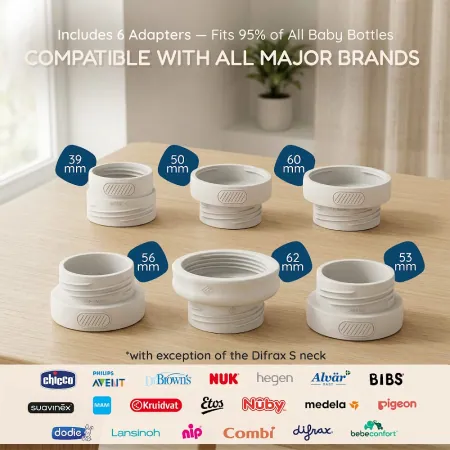 Includes 6 Adapters — Fits 95% of All Baby Bottles
COMPATIBLE WITH ALL MAJOR BRANDS
39 mm
50 mm
60 mm
56 mm
62 mm
53 mm
*with exception of the Difrax S neck
chicco PHILIPS AVENT Dr Brown's NUK hegen Alvär BIBS
suavinex MAM Kruidvat Etos Nûby medela pigeon
dodie Lansinoh nip Combi difrax bebeconfort